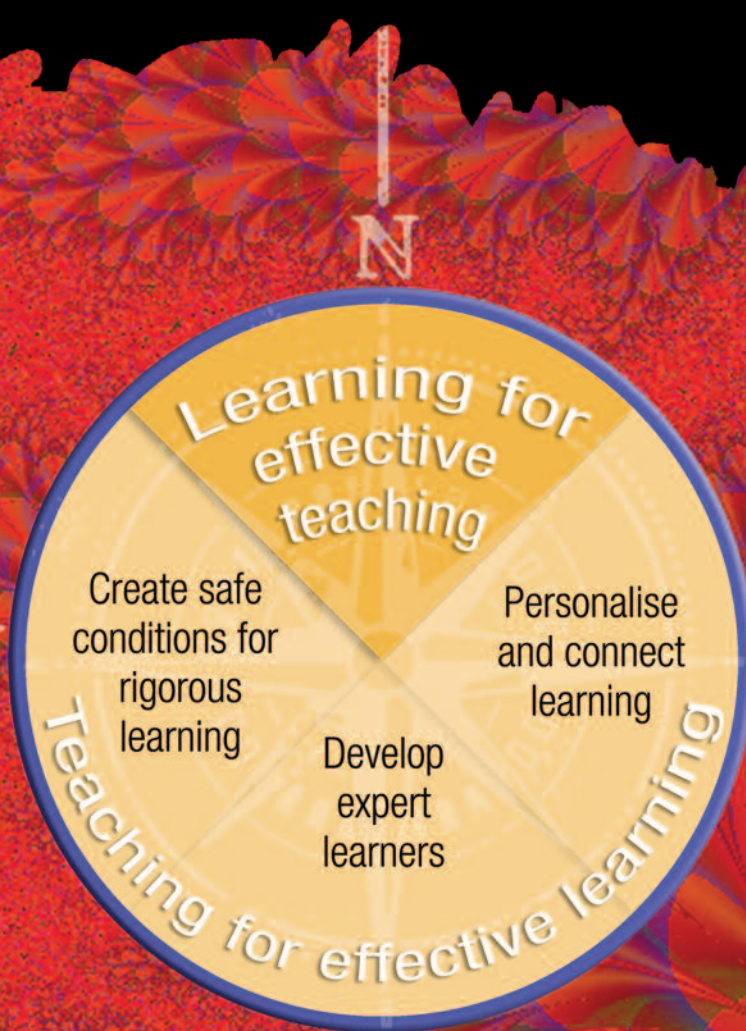 N
Learning for
effective
teaching
Create safe
conditions for
rigorous
learning
Personalise
and connect
learning
Develop
expert
learners
Teaching for effective learning